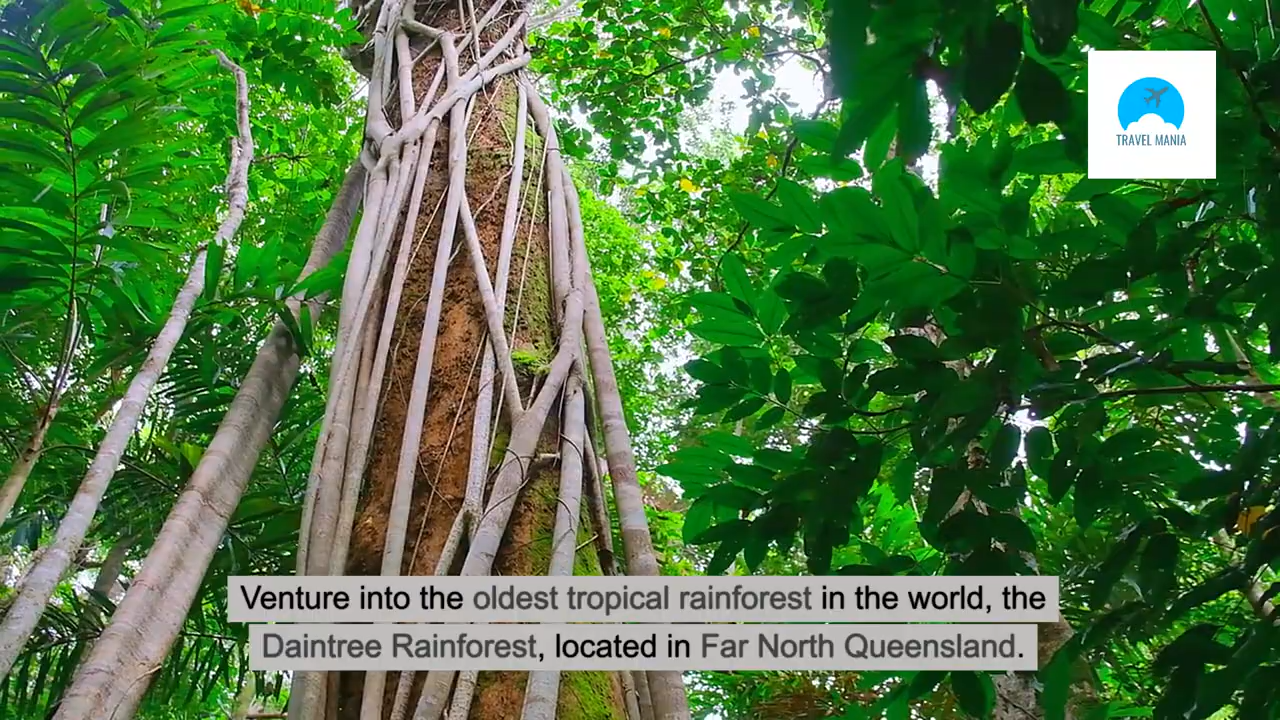 TRAVEL MANIA
Venture into the oldest tropical rainforest in the world, the
Daintree Rainforest, located in Far North Queensland.